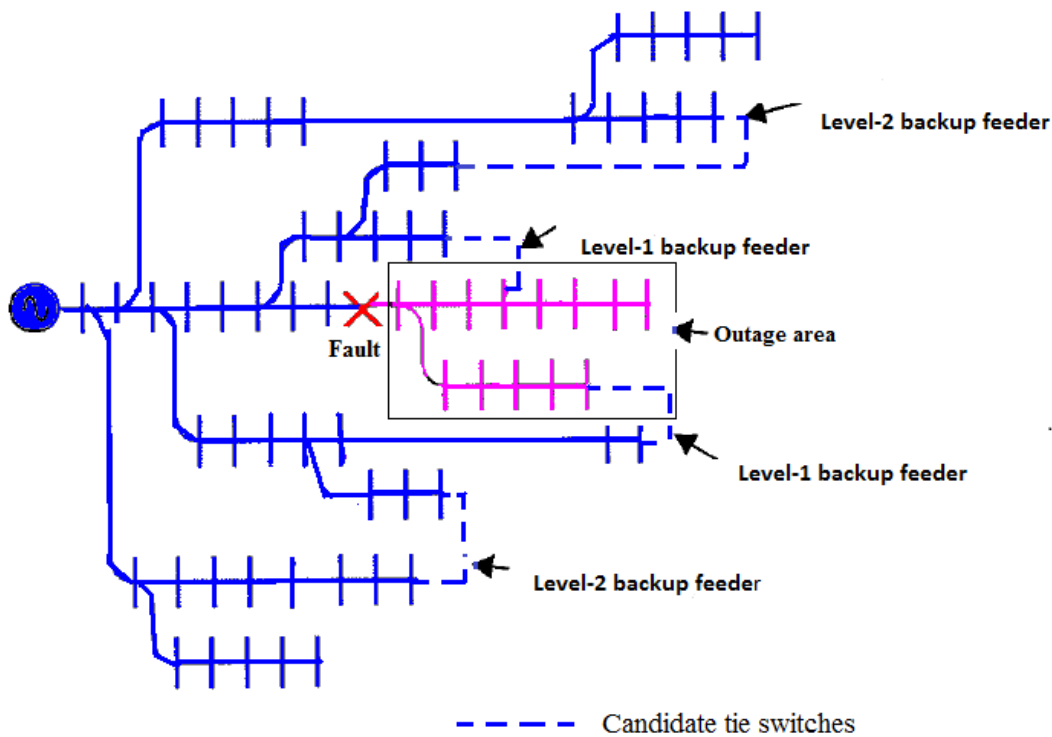 Level-2 backup feeder
Level-1 backup feeder
Fault
Outage area
Level-1 backup feeder
Level-2 backup feeder
Candidate tie switches